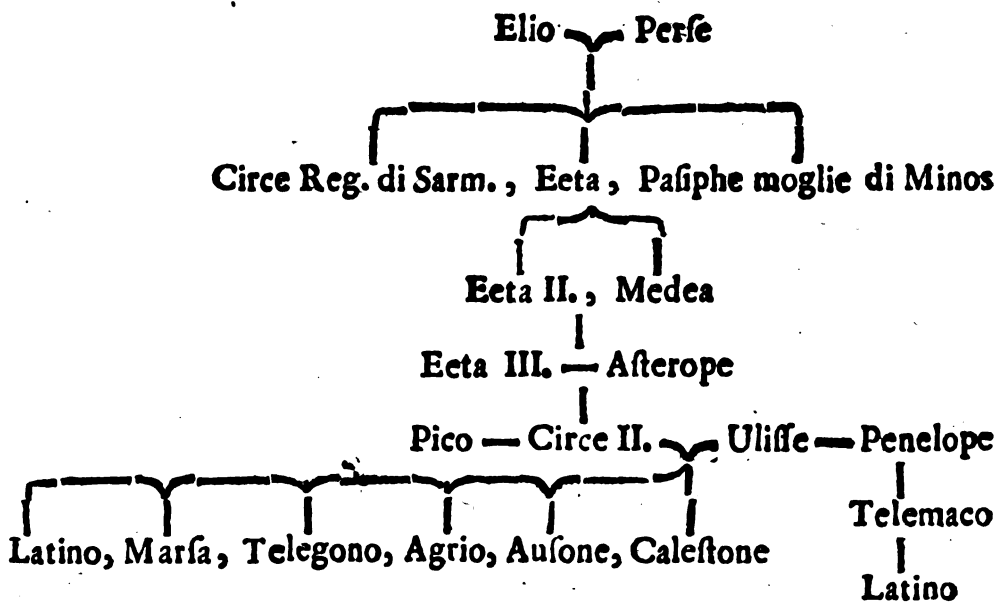 Elio Perſe
Circe Reg. di Sarm., Eeta, Paſiphe moglie di Minos
Eeta II., Medea
Eeta III. — Aſterope
Pico — Circe II. Uliſſe — Penelope
Telemaco
Latino, Marſa, Telegono, Agrio, Auſone, Caleſtone
Latino